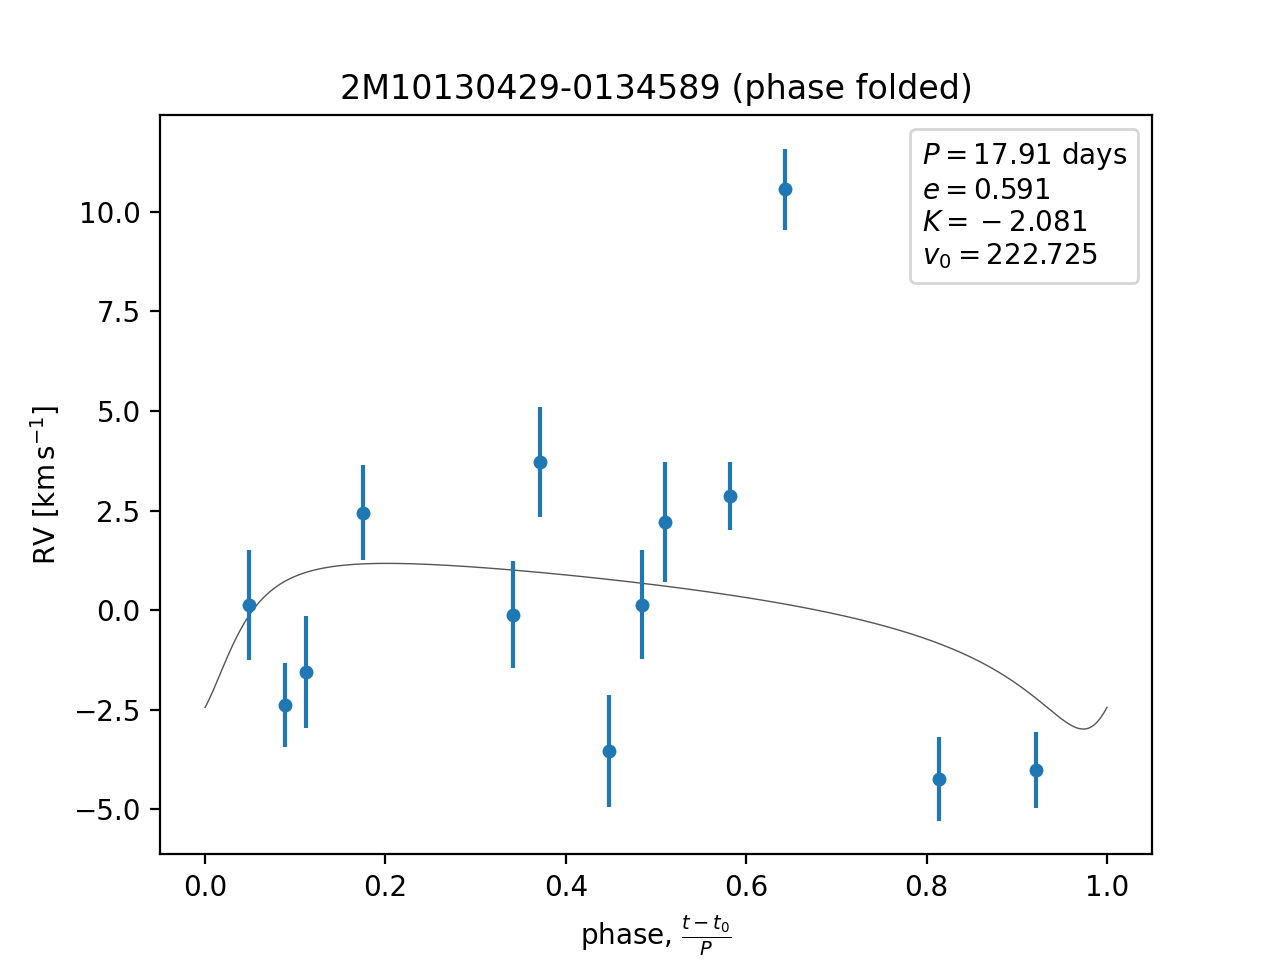 2M10130429-0134589 (phase folded)
P = 17.91 days
e = 0.591
K = −2.081
v₀ = 222.725
RV [km s⁻¹]
10.0
7.5
5.0
2.5
0.0
−2.5
−5.0
0.0 0.2 0.4 0.6 0.8 1.0
phase, (t − t₀)/P